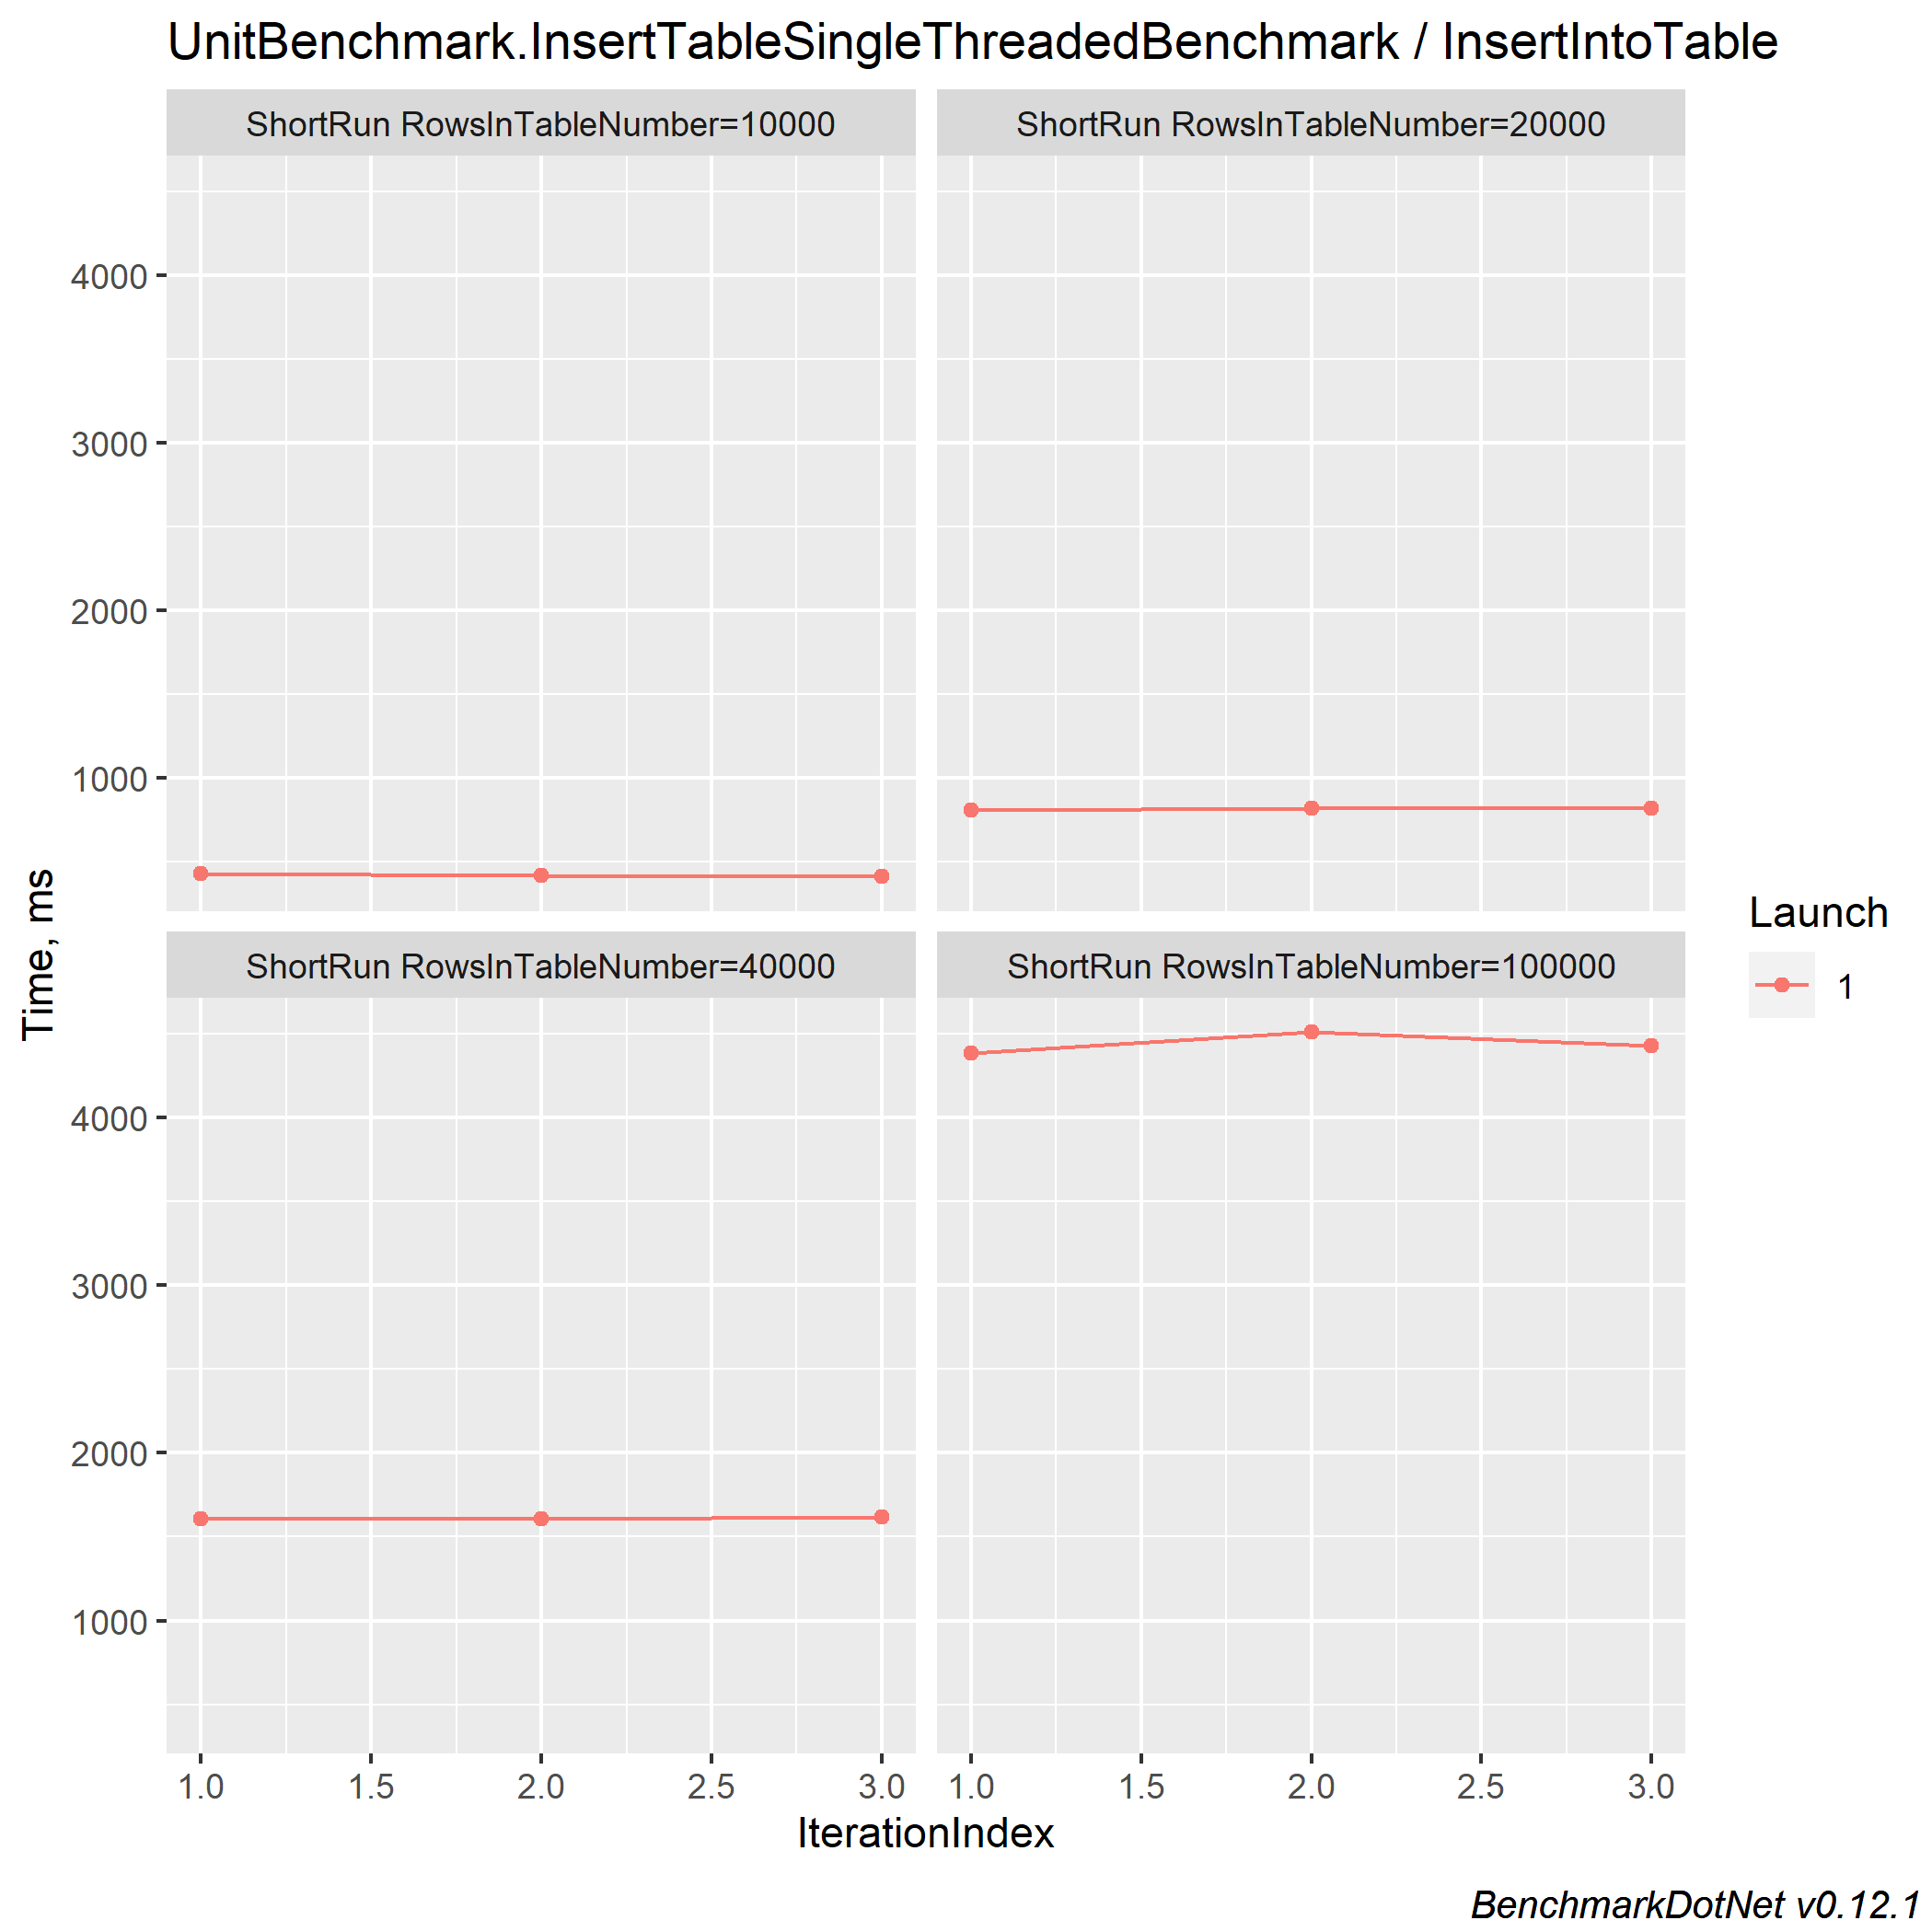 UnitBenchmark.InsertTableSingleThreadedBenchmark / InsertIntoTable
ShortRun RowsInTableNumber=10000
ShortRun RowsInTableNumber=20000
4000
3000
2000
1000
ShortRun RowsInTableNumber=40000
ShortRun RowsInTableNumber=100000
4000
3000
2000
1000
Time, ms
1.0 1.5 2.0 2.5 3.0
1.0 1.5 2.0 2.5 3.0
IterationIndex
Launch
1
BenchmarkDotNet v0.12.1